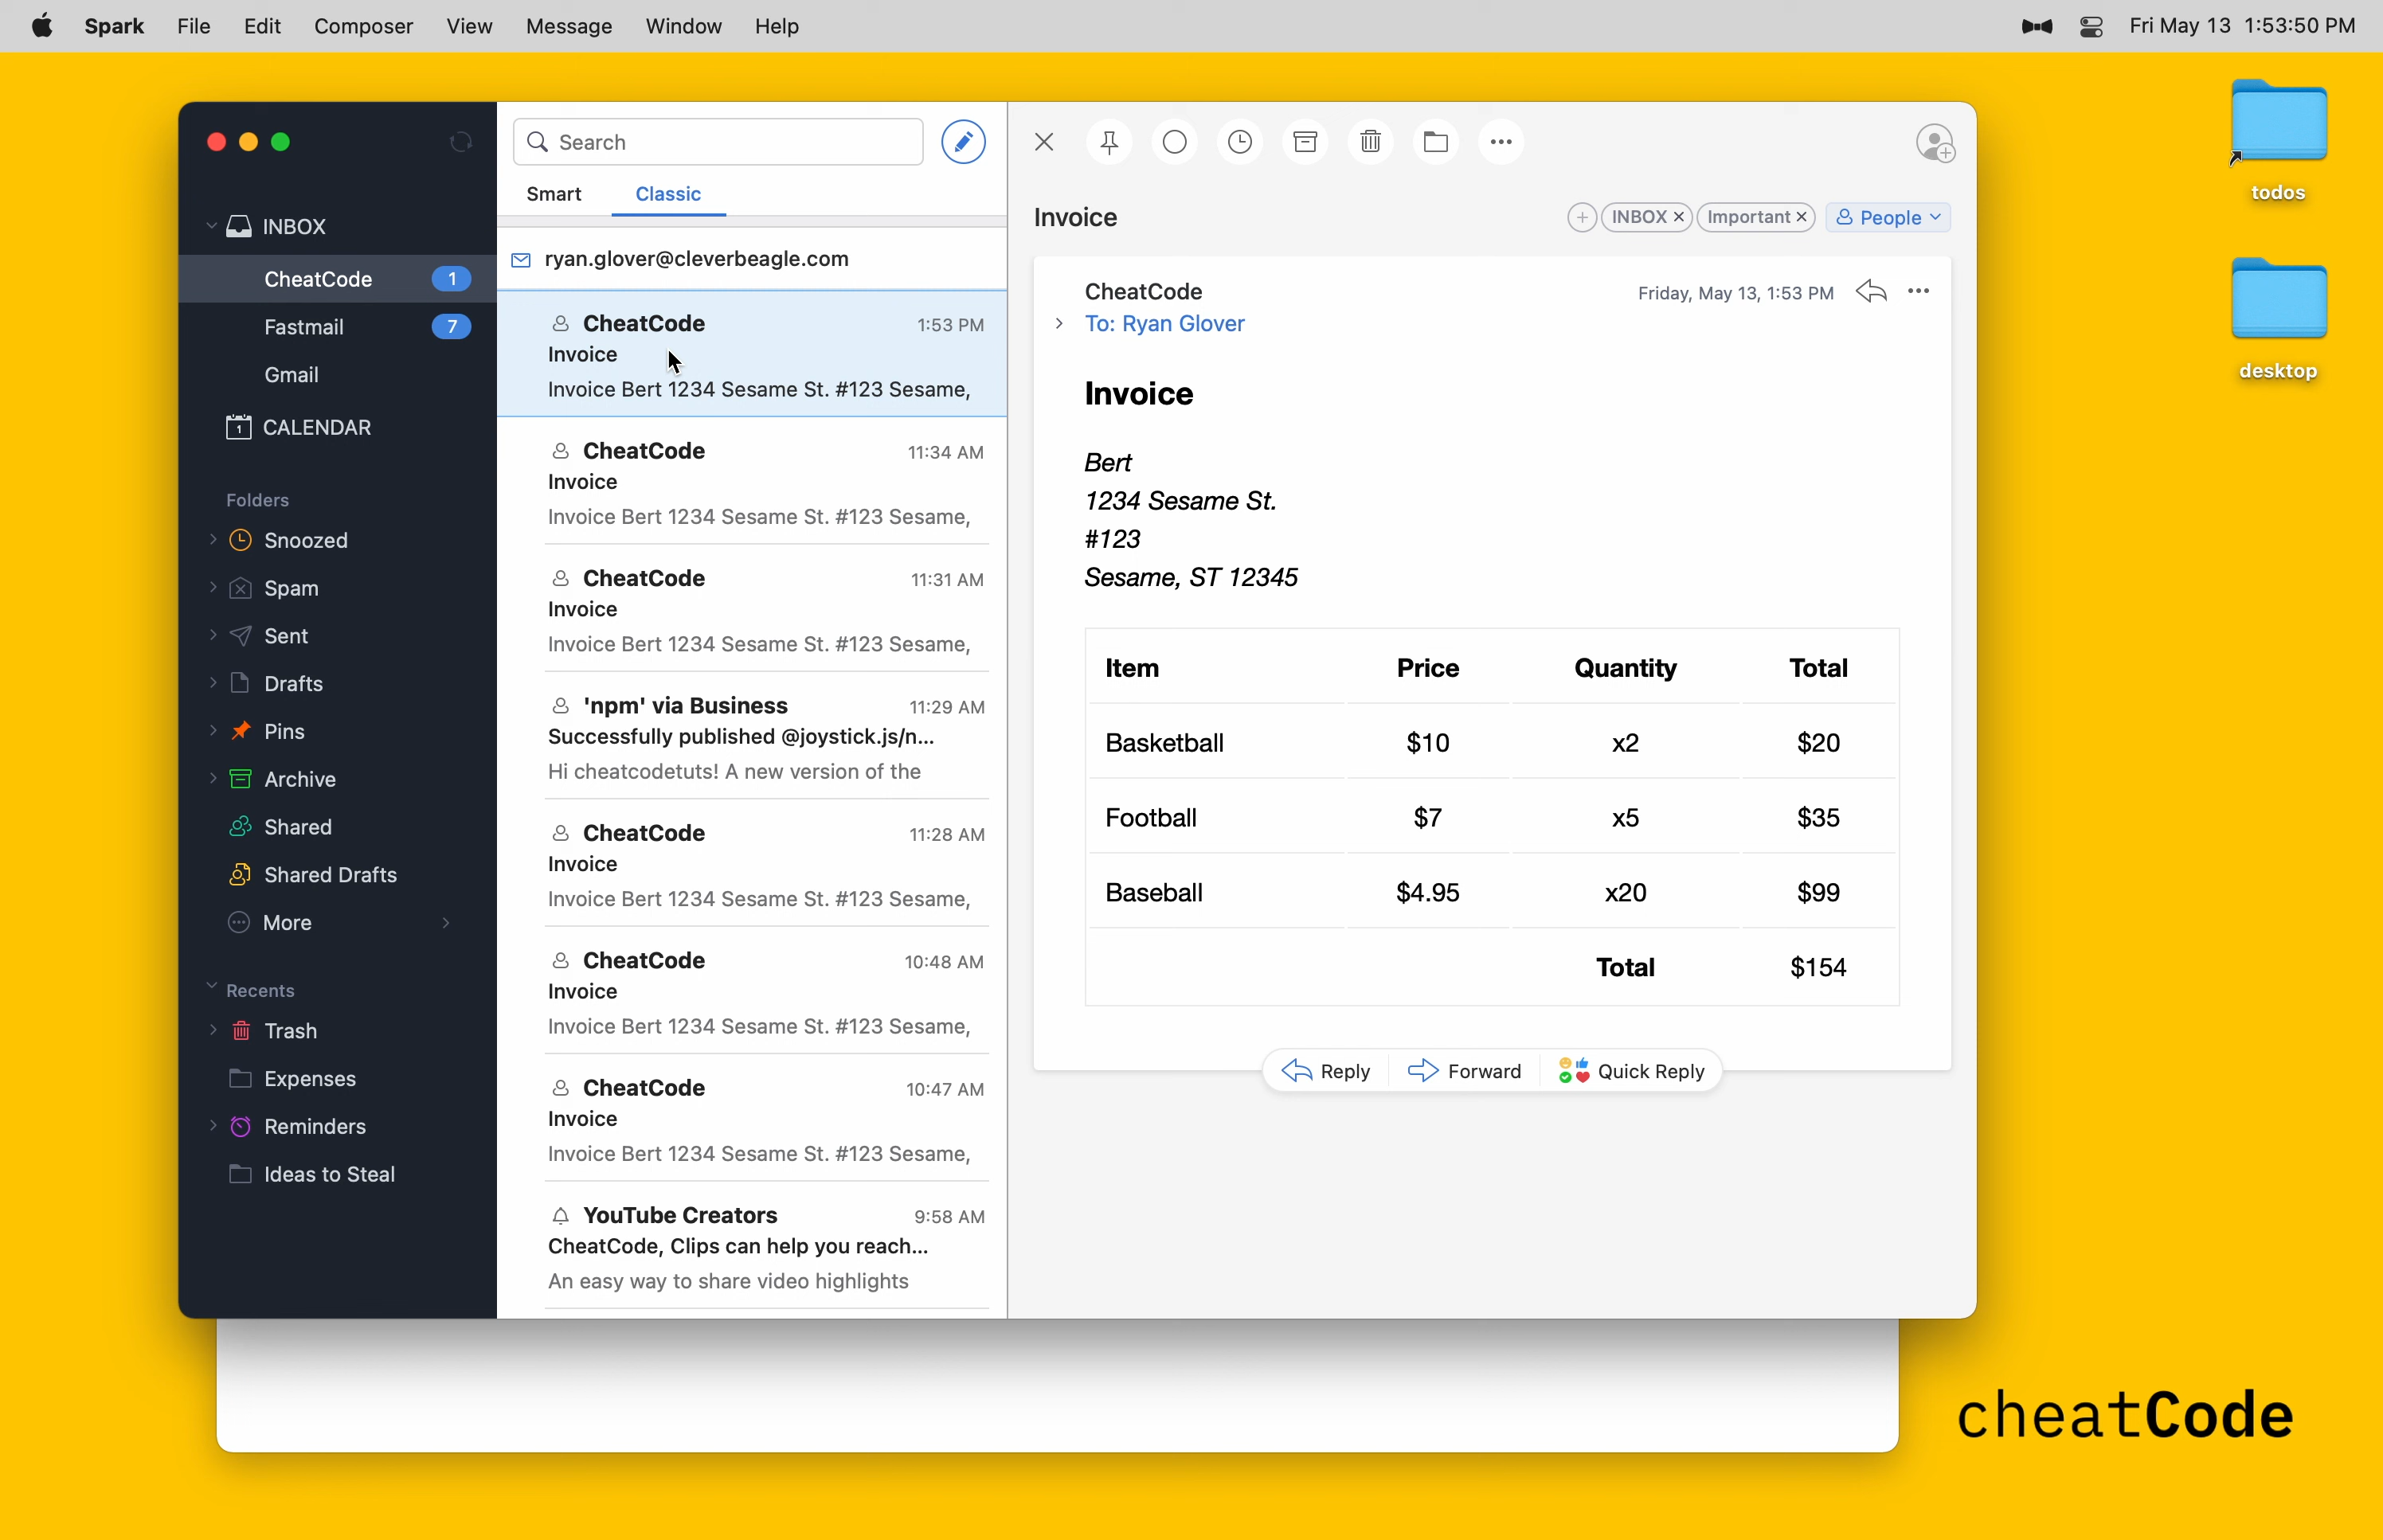 Spark File Edit Composer View Message Window Help Fri May 13 1:53:50 PM
todos
desktop
INBOX
CheatCode 1
Fastmail 7
Gmail
1 CALENDAR
Folders
Snoozed
Spam
Sent
Drafts
Pins
Archive
Shared
Shared Drafts
More
Recents
Trash
Expenses
Reminders
Ideas to Steal
Search
Smart Classic
ryan.glover@cleverbeagle.com
CheatCode 1:53 PM
Invoice
Invoice Bert 1234 Sesame St. #123 Sesame,
CheatCode 11:34 AM
Invoice
Invoice Bert 1234 Sesame St. #123 Sesame,
CheatCode 11:31 AM
Invoice
Invoice Bert 1234 Sesame St. #123 Sesame,
'npm' via Business 11:29 AM
Successfully published @joystick.js/n...
Hi cheatcodetuts! A new version of the
CheatCode 11:28 AM
Invoice
Invoice Bert 1234 Sesame St. #123 Sesame,
CheatCode 10:48 AM
Invoice
Invoice Bert 1234 Sesame St. #123 Sesame,
CheatCode 10:47 AM
Invoice
Invoice Bert 1234 Sesame St. #123 Sesame,
YouTube Creators 9:58 AM
CheatCode, Clips can help you reach...
An easy way to share video highlights
Invoice INBOX Important People
CheatCode Friday, May 13, 1:53 PM
To: Ryan Glover
Invoice
Bert
1234 Sesame St.
#123
Sesame, ST 12345
Item Price Quantity Total
Basketball $10 x2 $20
Football $7 x5 $35
Baseball $4.95 x20 $99
Total $154
Reply Forward Quick Reply
cheatCode